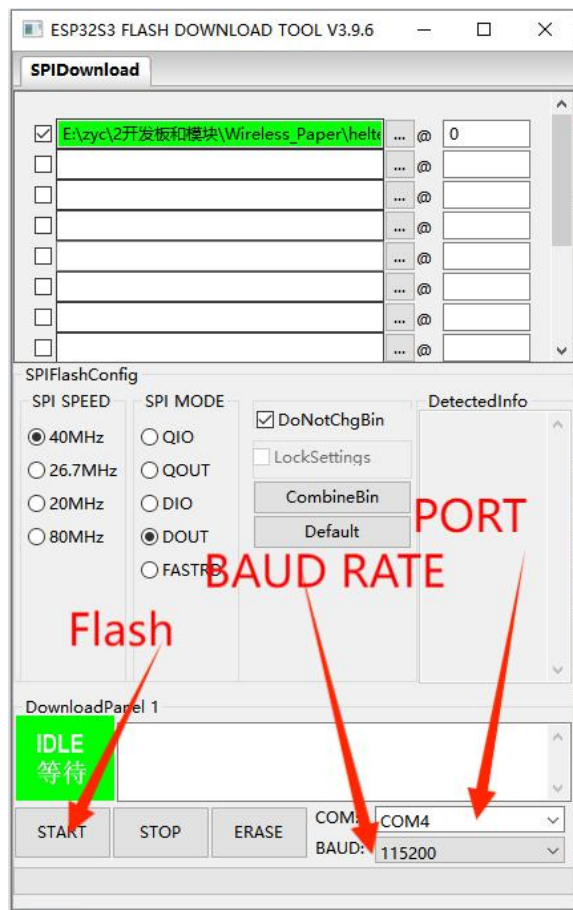 ESP32S3 FLASH DOWNLOAD TOOL V3.9.6
SPIDownload
E:\zyc\2开发板和模块\Wireless_Paper\helte ... @ 0
... @
... @
... @
... @
... @
... @
... @
SPIFlashConfig
SPI SPEED
40MHz
26.7MHz
20MHz
80MHz
SPI MODE
QIO
QOUT
DIO
DOUT
FASTRD
DoNotChgBin
LockSettings
CombineBin
Default
DetectedInfo
PORT
BAUD RATE
Flash
DownloadPanel 1
IDLE
等待
START STOP ERASE
COM: COM4
BAUD: 115200